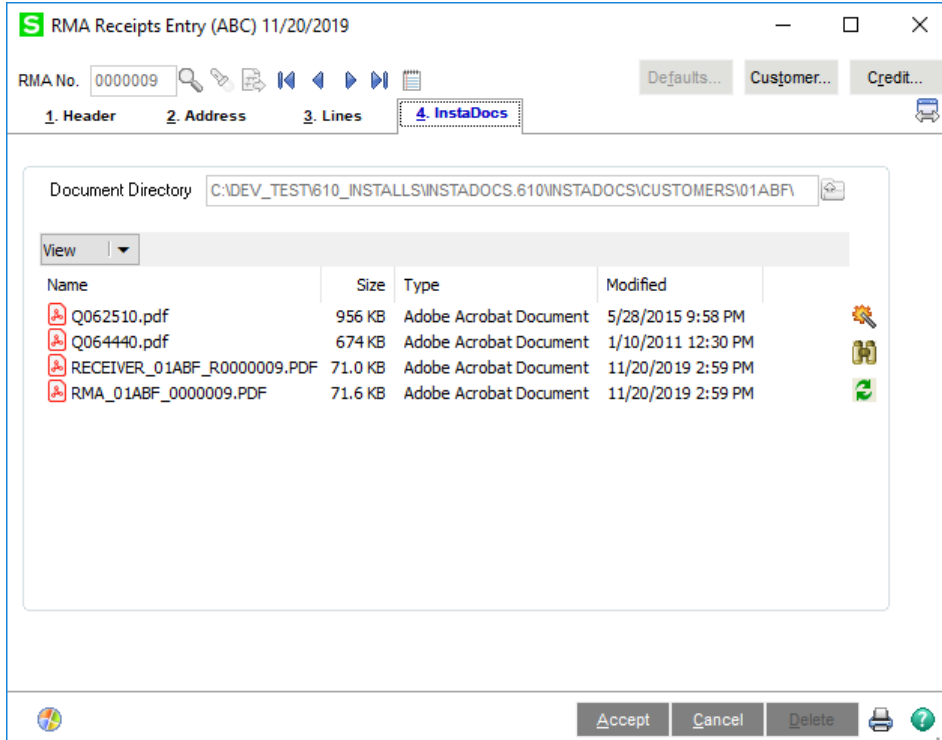 S RMA Receipts Entry (ABC) 11/20/2019
RMA No. 0000009 Defaults... Customer... Credit...
1. Header 2. Address 3. Lines 4. InstaDocs
Document Directory C:\DEV_TEST\610_INSTALLS\INSTADOCS.610\INSTADOCS\CUSTOMERS\01ABF\
View
Name Size Type Modified
Q062510.pdf 956 KB Adobe Acrobat Document 5/28/2015 9:58 PM
Q064440.pdf 674 KB Adobe Acrobat Document 1/10/2011 12:30 PM
RECEIVER_01ABF_R0000009.PDF 71.0 KB Adobe Acrobat Document 11/20/2019 2:59 PM
RMA_01ABF_0000009.PDF 71.6 KB Adobe Acrobat Document 11/20/2019 2:59 PM
Accept Cancel Delete ?